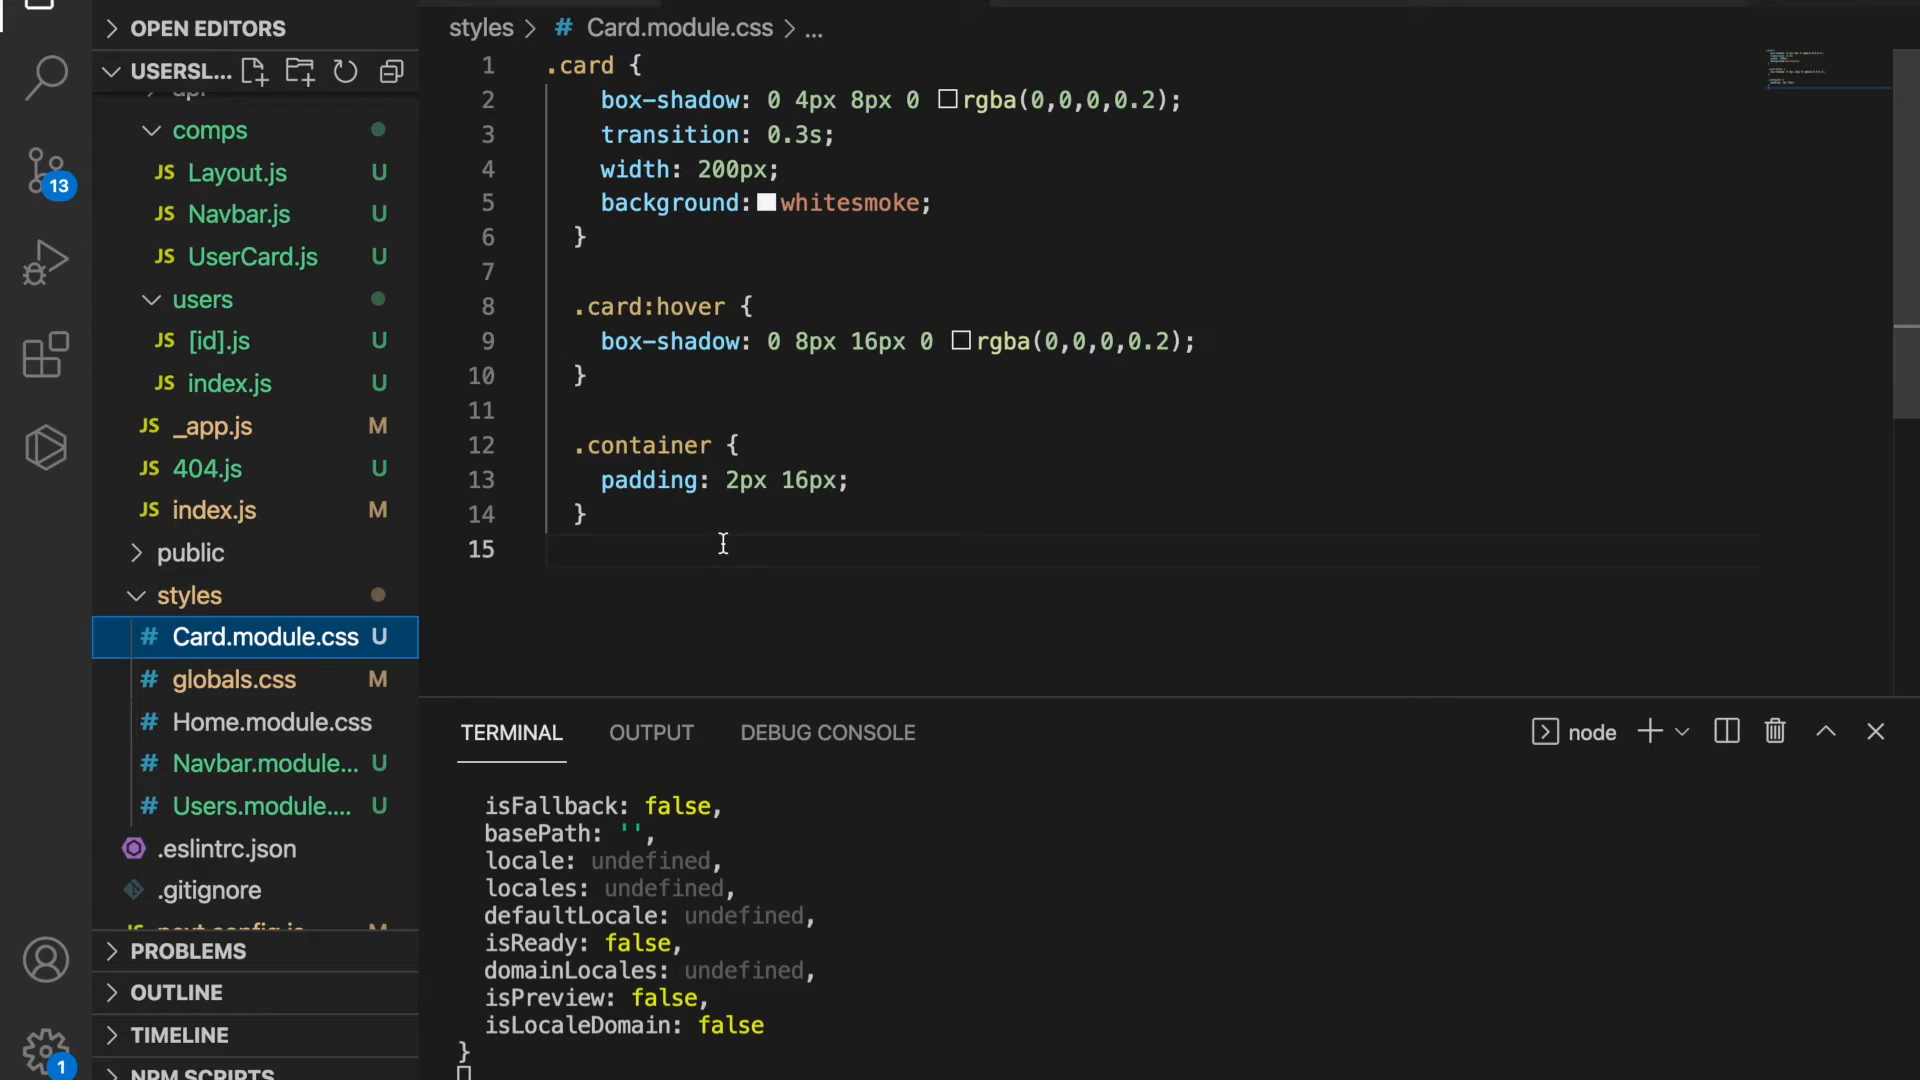 OPEN EDITORS
USERSL...
comps
JS Layout.js U
JS Navbar.js U
JS UserCard.js U
users
JS [id].js U
JS index.js U
JS _app.js M
JS 404.js U
JS index.js M
public
styles
# Card.module.css U
# globals.css M
# Home.module.css
# Navbar.module... U
# Users.module.... U
.eslintrc.json
.gitignore
PROBLEMS
OUTLINE
TIMELINE
NPM SCRIPTS
13
1
styles > # Card.module.css > ...
1 .card {
2 box-shadow: 0 4px 8px 0 rgba(0,0,0,0.2);
3 transition: 0.3s;
4 width: 200px;
5 background: whitesmoke;
6 }
7
8 .card:hover {
9 box-shadow: 0 8px 16px 0 rgba(0,0,0,0.2);
10 }
11
12 .container {
13 padding: 2px 16px;
14 }
15
TERMINAL OUTPUT DEBUG CONSOLE
node
isFallback: false,
basePath: '',
locale: undefined,
locales: undefined,
defaultLocale: undefined,
isReady: false,
domainLocales: undefined,
isPreview: false,
isLocaleDomain: false
}